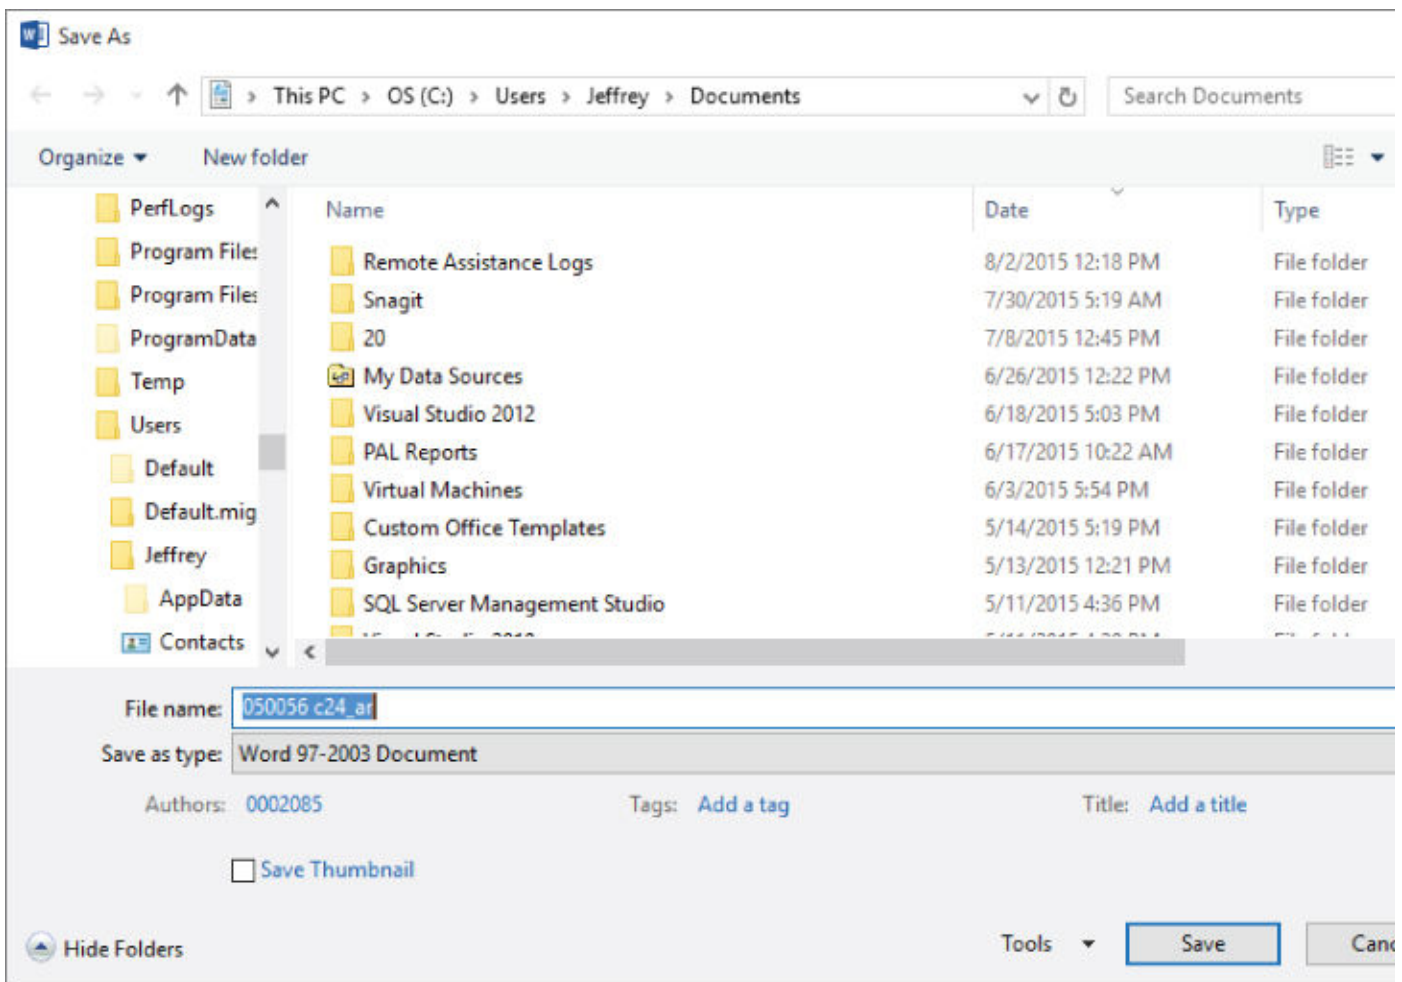 Save As
This PC > OS (C:) > Users > Jeffrey > Documents
Search Documents
Organize
New folder
PerfLogs
Program Files
Program Files
ProgramData
Temp
Users
Default
Default.mig
Jeffrey
AppData
Contacts
Name Date Type
Remote Assistance Logs 8/2/2015 12:18 PM File folder
Snagit 7/30/2015 5:19 AM File folder
20 7/8/2015 12:45 PM File folder
My Data Sources 6/26/2015 12:22 PM File folder
Visual Studio 2012 6/18/2015 5:03 PM File folder
PAL Reports 6/17/2015 10:22 AM File folder
Virtual Machines 6/3/2015 5:54 PM File folder
Custom Office Templates 5/14/2015 5:19 PM File folder
Graphics 5/13/2015 12:21 PM File folder
SQL Server Management Studio 5/11/2015 4:36 PM File folder
File name: 050056 c24_ar
Save as type: Word 97-2003 Document
Authors: 0002085 Tags: Add a tag Title: Add a title
Save Thumbnail
Hide Folders Tools Save Canc